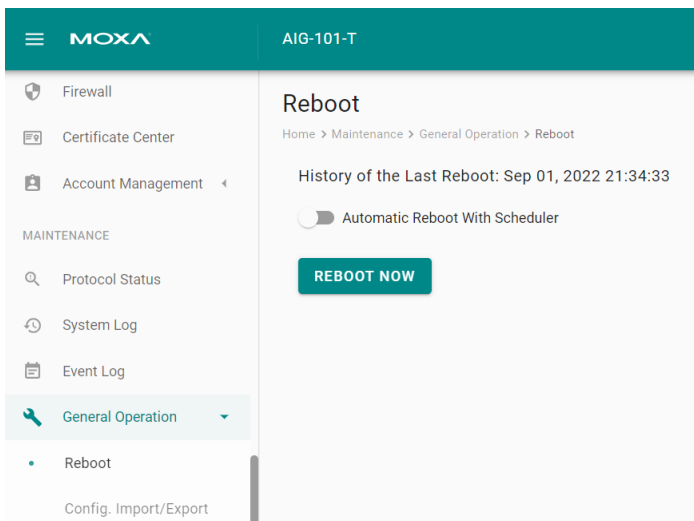 MOXA
AIG-101-T
Firewall
Certificate Center
Account Management
MAINTENANCE
Protocol Status
System Log
Event Log
General Operation
Reboot
Config. Import/Export
Reboot
Home > Maintenance > General Operation > Reboot
History of the Last Reboot: Sep 01, 2022 21:34:33
Automatic Reboot With Scheduler
REBOOT NOW